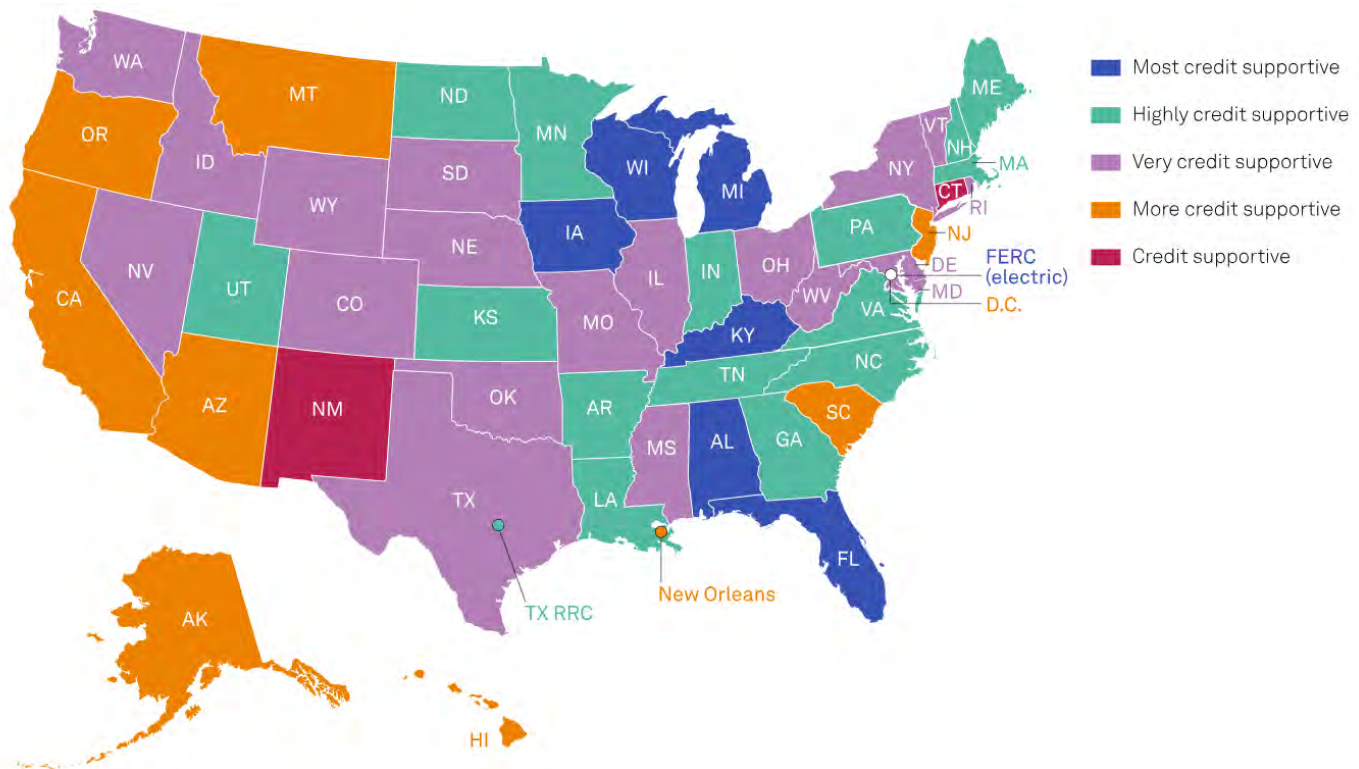 WA
MT
ND
MN
ME
OR
ID
SD
WI
MI
VT
NH
NY
MA
WY
CT
RI
IA
NE
PA
NJ
NV
UT
CO
IL
IN
OH
DE
FERC
(electric)
CA
KS
MO
WV
MD
VA
D.C.
KY
AZ
NM
OK
AR
TN
NC
SC
MS
AL
GA
TX
LA
FL
New Orleans
TX RRC
AK
HI
Most credit supportive
Highly credit supportive
Very credit supportive
More credit supportive
Credit supportive